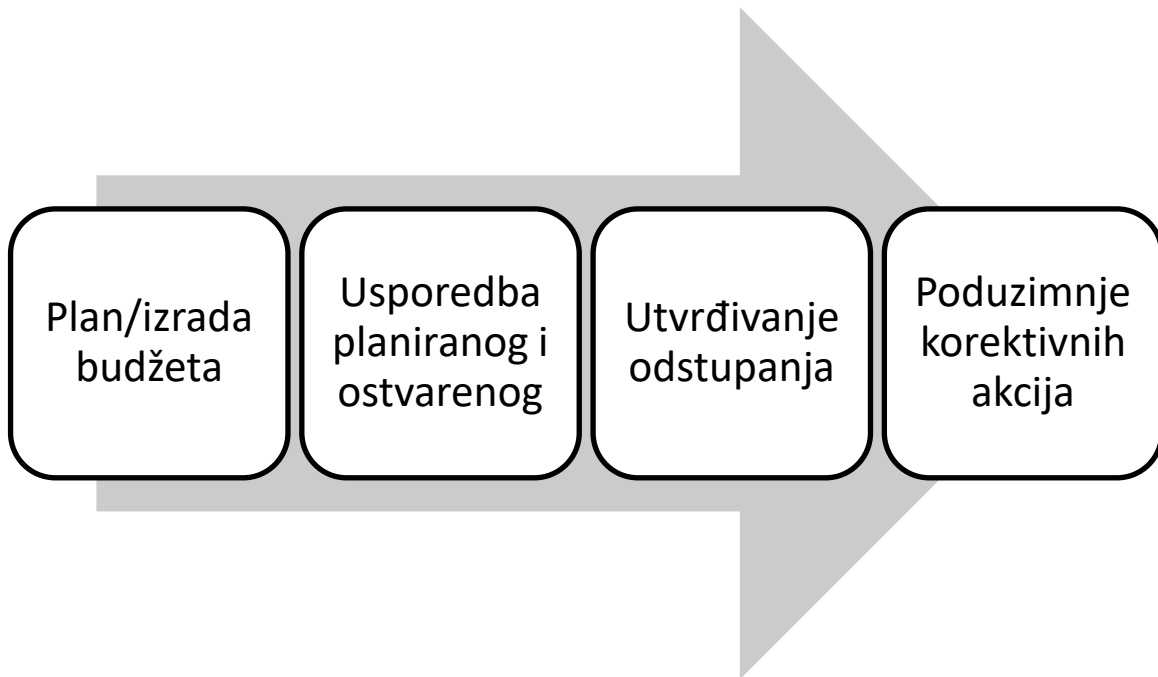 Plan/izrada
budžeta
Usporedba
planiranog i
ostvarenog
Utvrđivanje
odstupanja
Poduzimnje
korektivnih
akcija